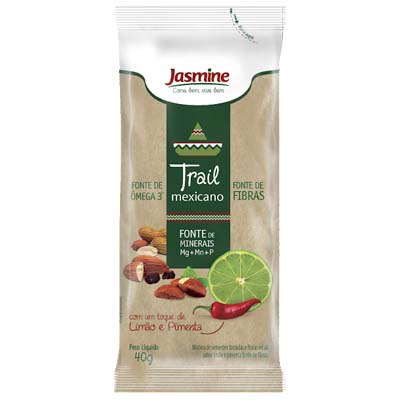 Jasmine
Coma bem, viva bem
Trail
mexicano
FONTE DE
ÔMEGA 3
FONTE DE
FIBRAS
FONTE DE
MINERAIS
Mg + Mn + P
com um toque de
Limão e Pimenta
Peso Líquido
40g